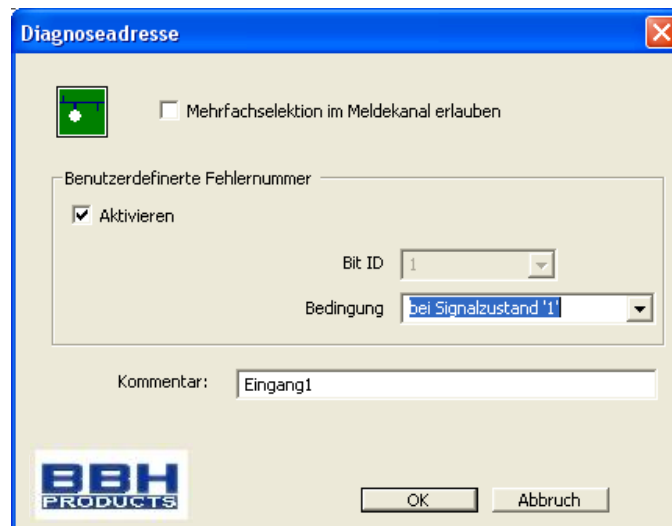 Diagnoseadresse
Mehrfachselektion im Meldekanal erlauben
Benutzerdefinierte Fehlernummer
Aktivieren
Bit ID 1
Bedingung bei Signalzustand '1'
Kommentar: Eingang1
BBH
PRODUCTS
OK Abbruch